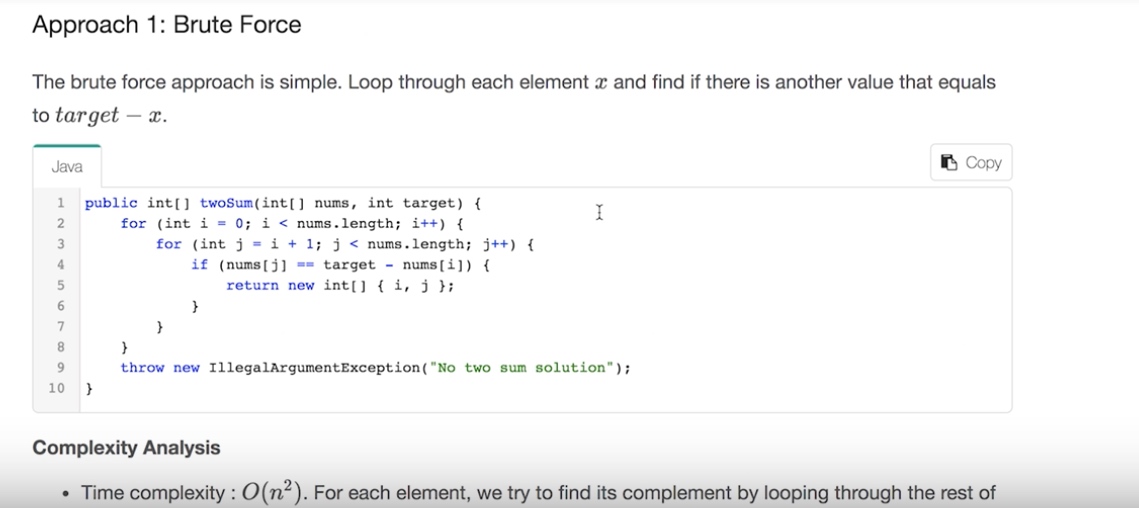 Approach 1: Brute Force
The brute force approach is simple. Loop through each element x and find if there is another value that equals
to target − x.
Java
Copy
1 public int[] twoSum(int[] nums, int target) {
2     for (int i = 0; i < nums.length; i++) {
3         for (int j = i + 1; j < nums.length; j++) {
4             if (nums[j] == target - nums[i]) {
5                 return new int[] { i, j };
6             }
7         }
8     }
9     throw new IllegalArgumentException("No two sum solution");
10 }
Complexity Analysis
• Time complexity : O(n²). For each element, we try to find its complement by looping through the rest of